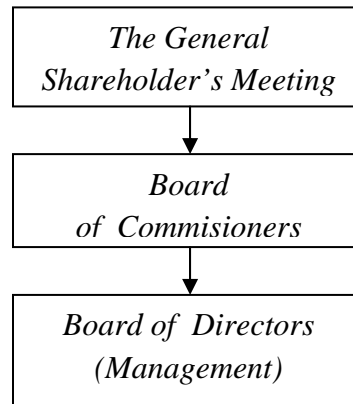 The General
Shareholder’s Meeting
Board
of Commisioners
Board of Directors
(Management)